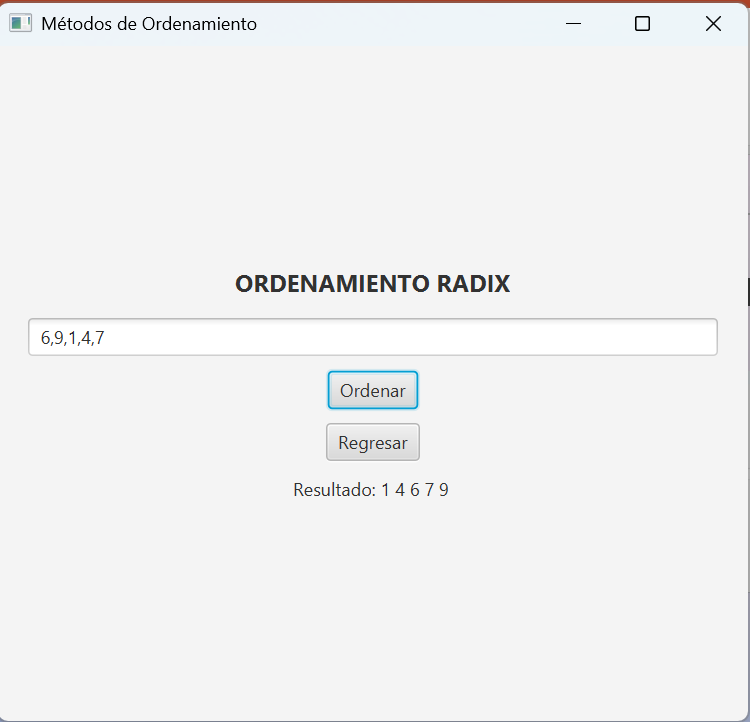 Métodos de Ordenamiento
ORDENAMIENTO RADIX
6,9,1,4,7
Ordenar
Regresar
Resultado: 1 4 6 7 9